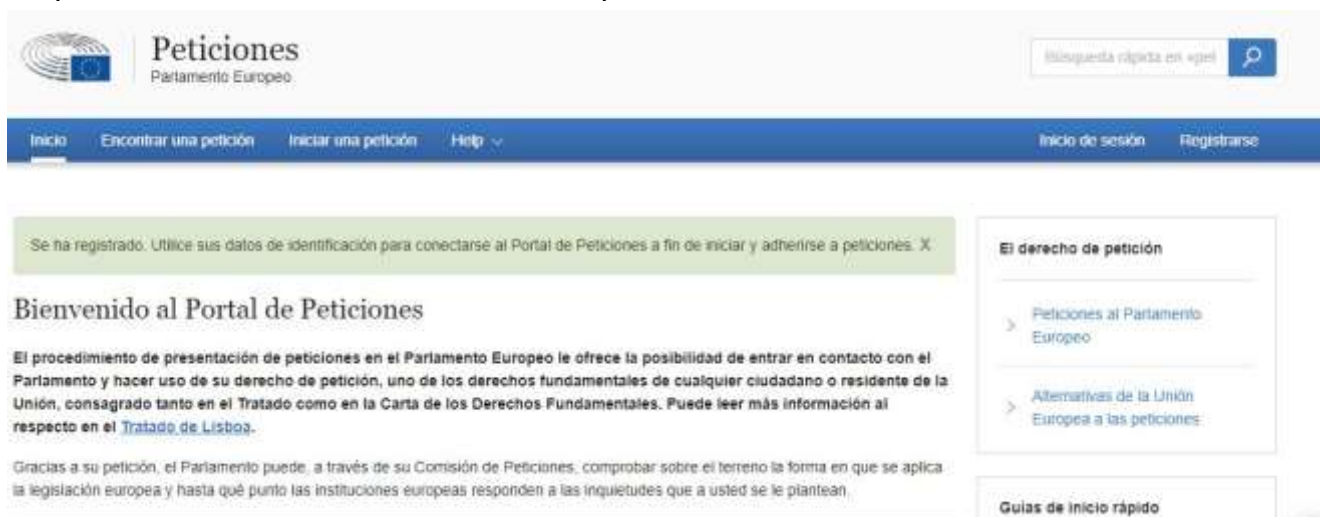 Peticiones
Parlamento Europeo
Búsqueda rápida en «peti
Inicio Encontrar una petición Iniciar una petición Help Inicio de sesión Registrarse
Se ha registrado. Utilice sus datos de identificación para conectarse al Portal de Peticiones a fin de iniciar y adherirse a peticiones. X
Bienvenido al Portal de Peticiones
El procedimiento de presentación de peticiones en el Parlamento Europeo le ofrece la posibilidad de entrar en contacto con el
Parlamento y hacer uso de su derecho de petición, uno de los derechos fundamentales de cualquier ciudadano o residente de la
Unión, consagrado tanto en el Tratado como en la Carta de los Derechos Fundamentales. Puede leer más información al
respecto en el Tratado de Lisboa.
Gracias a su petición, el Parlamento puede, a través de su Comisión de Peticiones, comprobar sobre el terreno la forma en que se aplica
la legislación europea y hasta qué punto las instituciones europeas responden a las inquietudes que a usted se le plantean.
El derecho de petición
Peticiones al Parlamento
Europeo
Alternativas de la Unión
Europea a las peticiones
Guías de inicio rápido